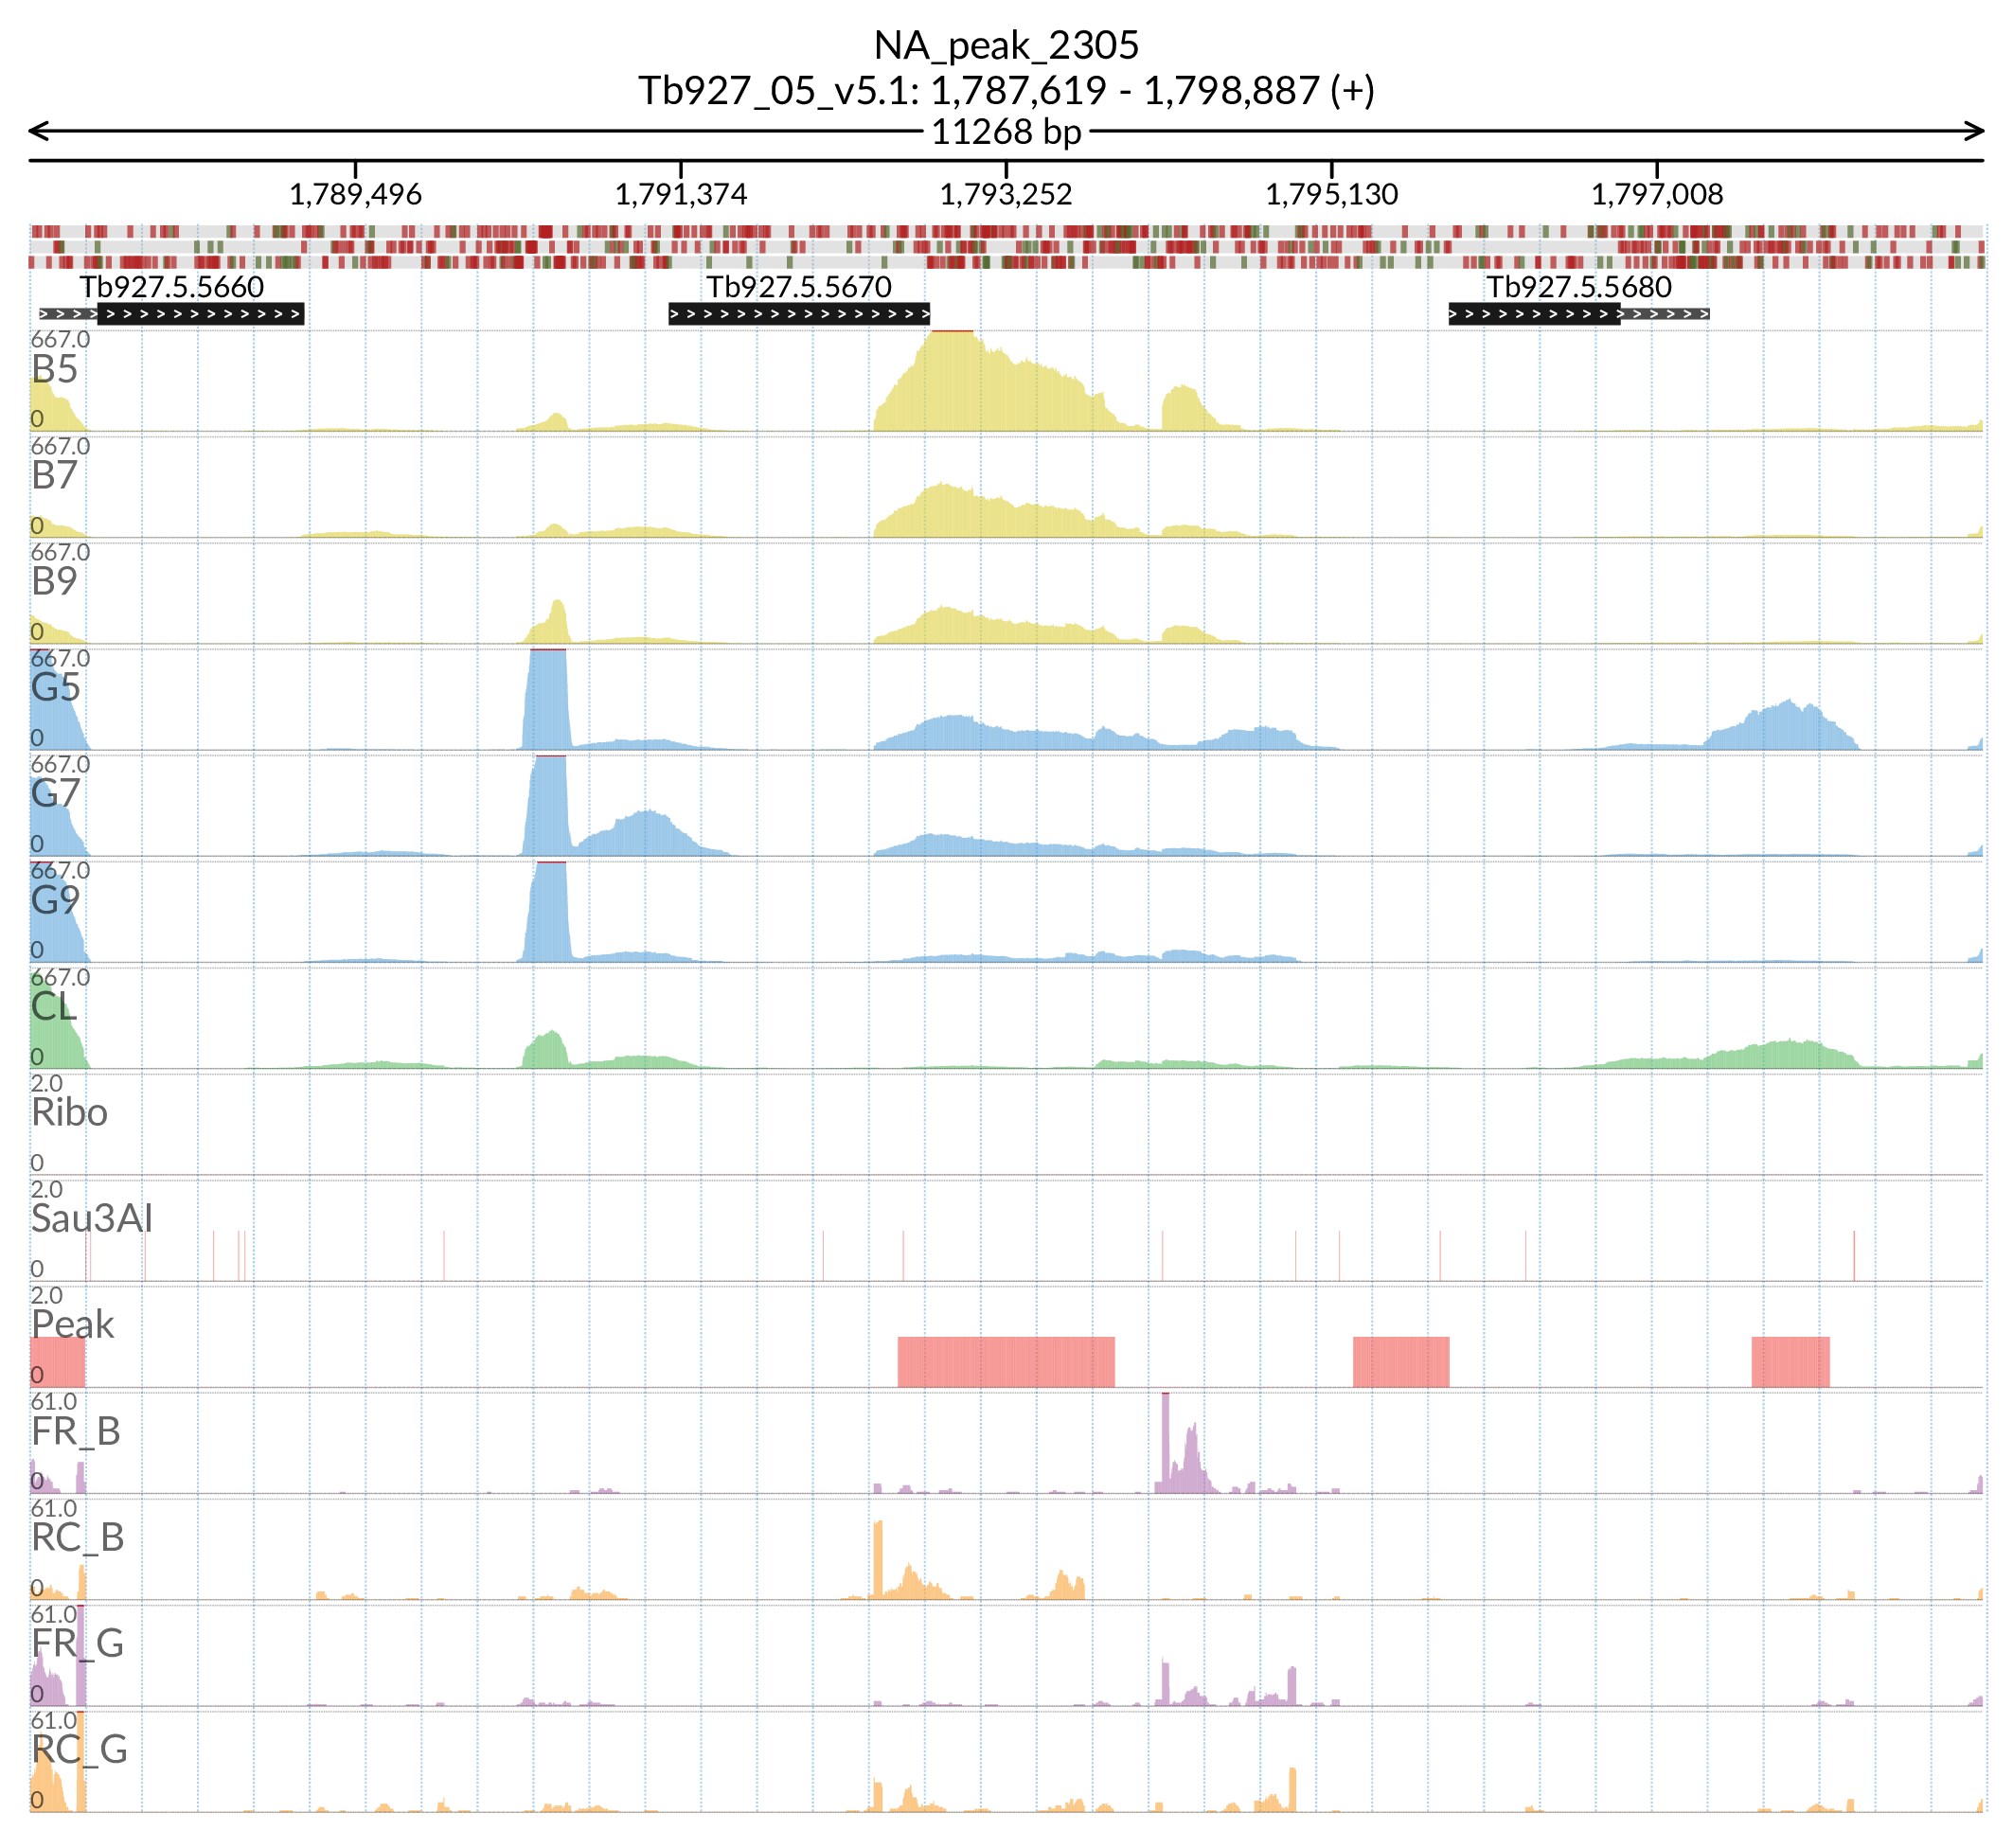 NA_peak_2305
Tb927_05_v5.1: 1,787,619 - 1,798,887 (+)
11268 bp
1,789,496 1,791,374 1,793,252 1,795,130 1,797,008
Tb927.5.5660 Tb927.5.5670 Tb927.5.5680
667.0
B5
0
667.0
B7
0
667.0
B9
0
667.0
G5
0
667.0
G7
0
667.0
G9
0
667.0
CL
0
2.0
Ribo
0
2.0
Sau3AI
0
2.0
Peak
0
61.0
FR_B
0
61.0
RC_B
0
61.0
FR_G
0
61.0
RC_G
0